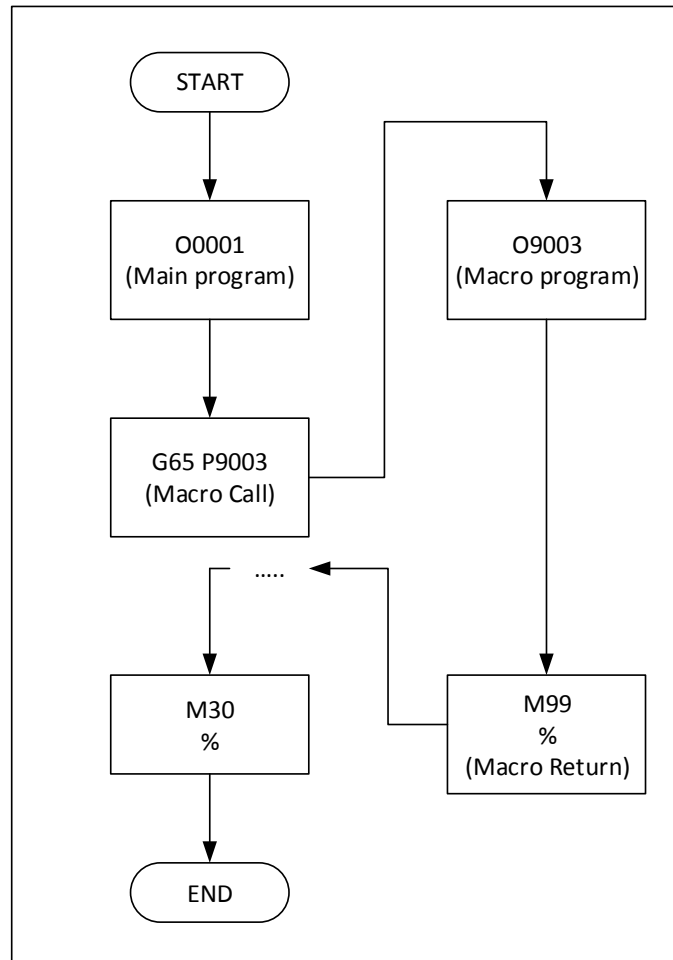 START
O0001
(Main program)
G65 P9003
(Macro Call)
O9003
(Macro program)
M99
%
(Macro Return)
.....
M30
%
END